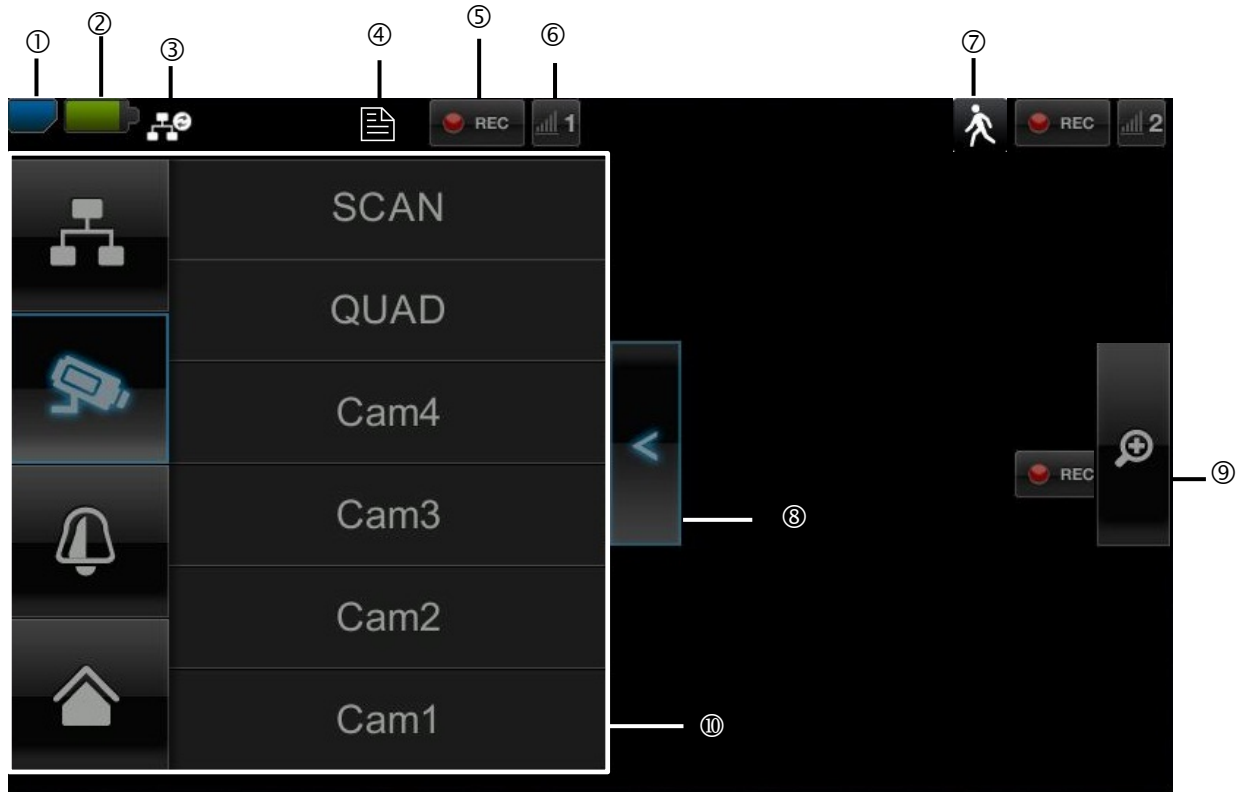 ① ② ③ ④ ⑤ ⑥ ⑦
REC 1 REC 2
SCAN
QUAD
Cam4
<
REC
⑨
Cam3
⑧
Cam2
Cam1
⑩